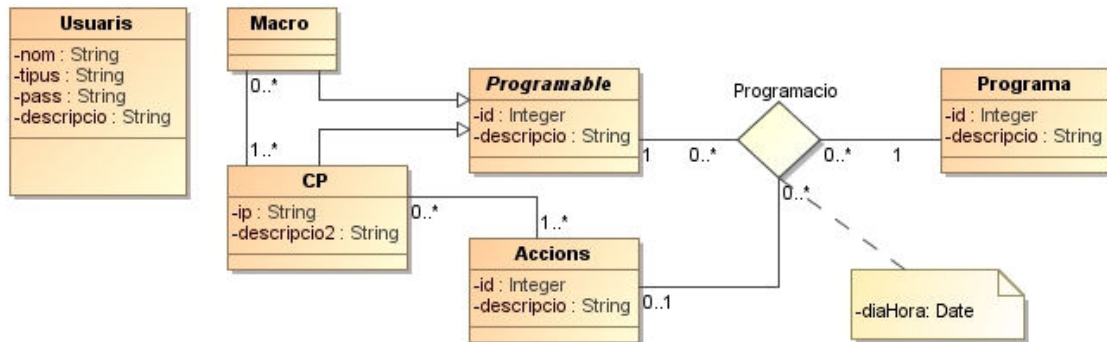 Usuaris
-nom : String
-tipus : String
-pass : String
-descripcio : String
Macro
0..*
1..*
Programable
-id : Integer
-descripcio : String
1
0..*
Programacio
0..*
1
0..*
Programa
-id : Integer
-descripcio : String
CP
-ip : String
-descripcio2 : String
0..*
1..*
Accions
-id : Integer
-descripcio : String
0..1
-diaHora: Date